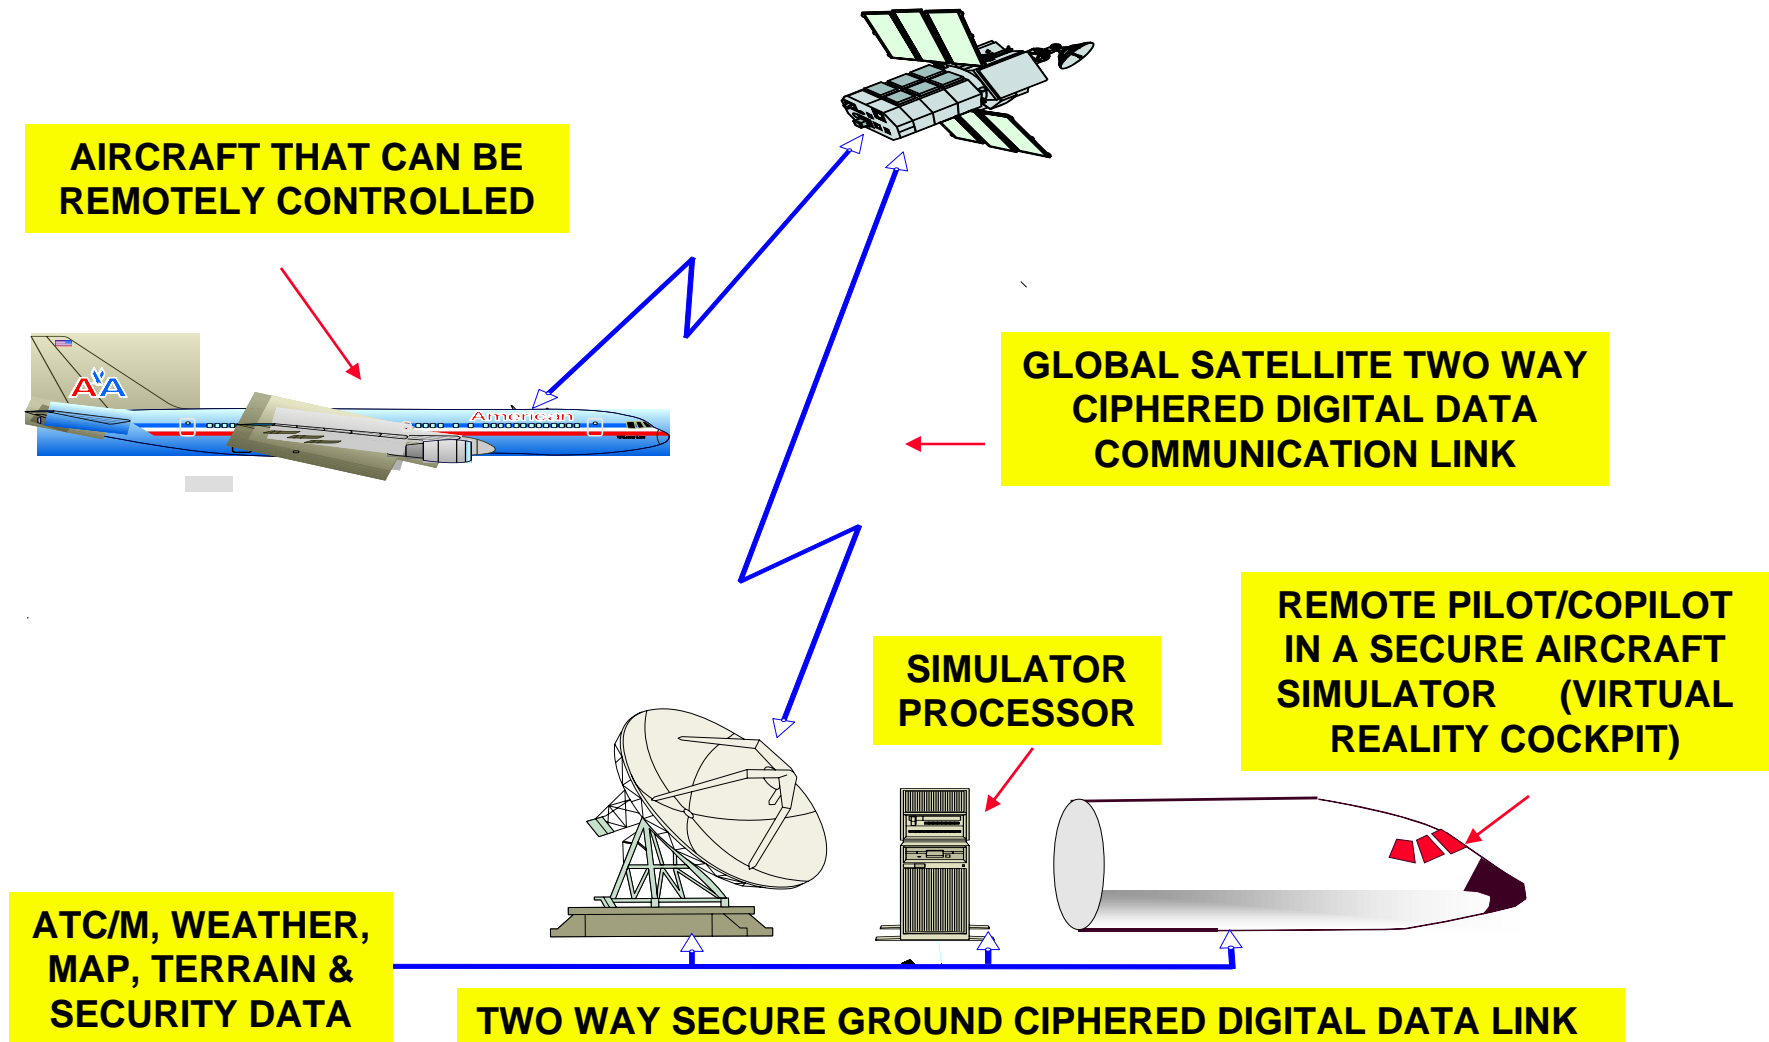 AIRCRAFT THAT CAN BE
REMOTELY CONTROLLED
AA
American
GLOBAL SATELLITE TWO WAY
CIPHERED DIGITAL DATA
COMMUNICATION LINK
REMOTE PILOT/COPILOT
IN A SECURE AIRCRAFT
SIMULATOR (VIRTUAL
REALITY COCKPIT)
SIMULATOR
PROCESSOR
ATC/M, WEATHER,
MAP, TERRAIN &
SECURITY DATA
TWO WAY SECURE GROUND CIPHERED DIGITAL DATA LINK